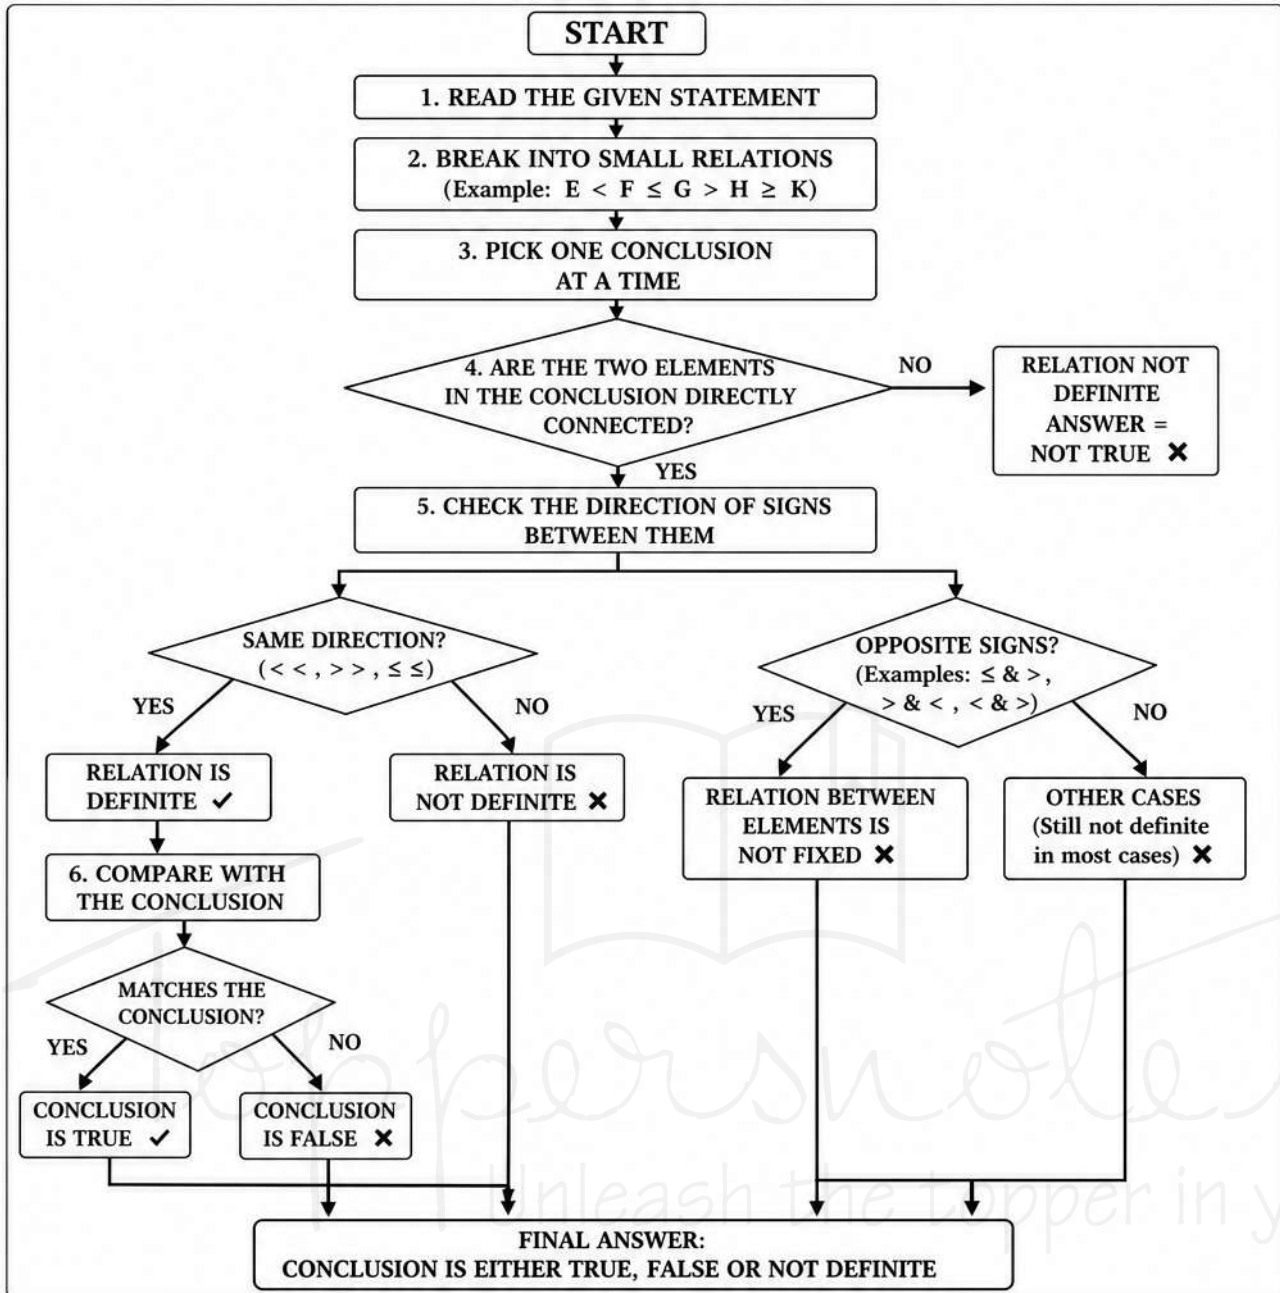 START
1. READ THE GIVEN STATEMENT
2. BREAK INTO SMALL RELATIONS
(Example: E < F ≤ G > H ≥ K)
3. PICK ONE CONCLUSION
AT A TIME
4. ARE THE TWO ELEMENTS
IN THE CONCLUSION DIRECTLY
CONNECTED?
NO
RELATION NOT
DEFINITE
ANSWER =
NOT TRUE ✖
YES
5. CHECK THE DIRECTION OF SIGNS
BETWEEN THEM
SAME DIRECTION?
(< < , > > , ≤ ≤)
YES
NO
OPPOSITE SIGNS?
(Examples: ≤ & > ,
> & < , < & >)
YES
NO
RELATION IS
DEFINITE ✓
RELATION IS
NOT DEFINITE ✖
RELATION BETWEEN
ELEMENTS IS
NOT FIXED ✖
OTHER CASES
(Still not definite
in most cases) ✖
6. COMPARE WITH
THE CONCLUSION
MATCHES THE
CONCLUSION?
YES
NO
CONCLUSION
IS TRUE ✓
CONCLUSION
IS FALSE ✖
FINAL ANSWER:
CONCLUSION IS EITHER TRUE, FALSE OR NOT DEFINITE
Toppersnote
Unleash the topper in y